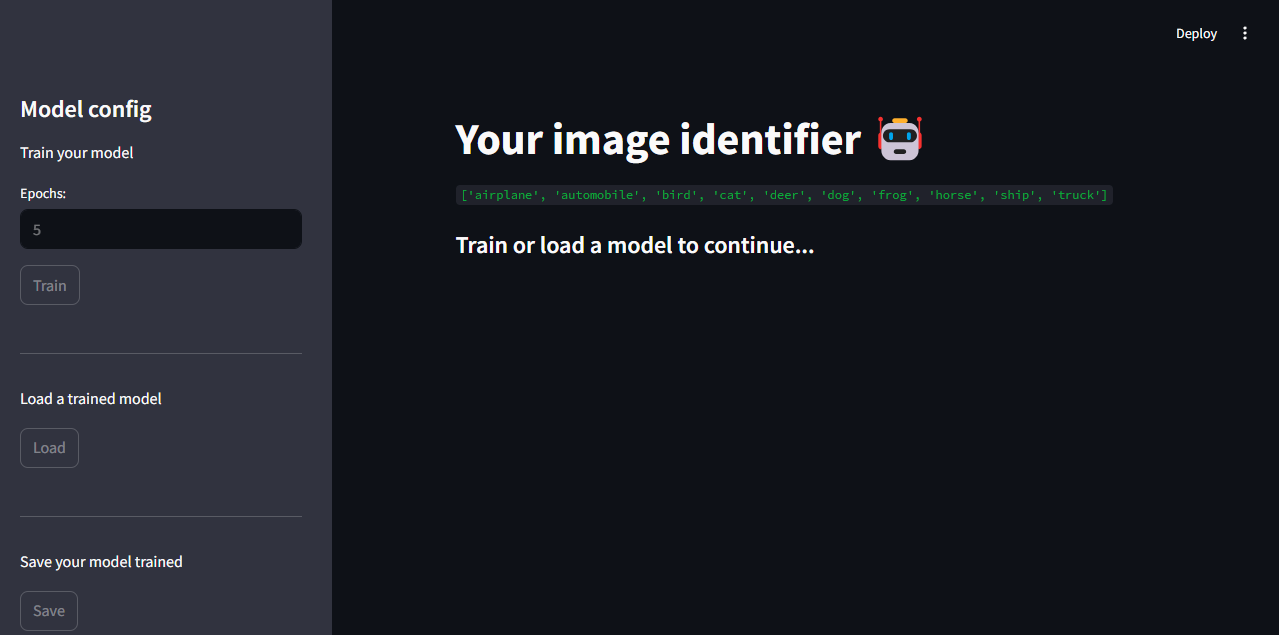 Deploy
Model config
Train your model
Epochs:
5
Train
Load a trained model
Load
Save your model trained
Save
Your image identifier
['airplane', 'automobile', 'bird', 'cat', 'deer', 'dog', 'frog', 'horse', 'ship', 'truck']
Train or load a model to continue...